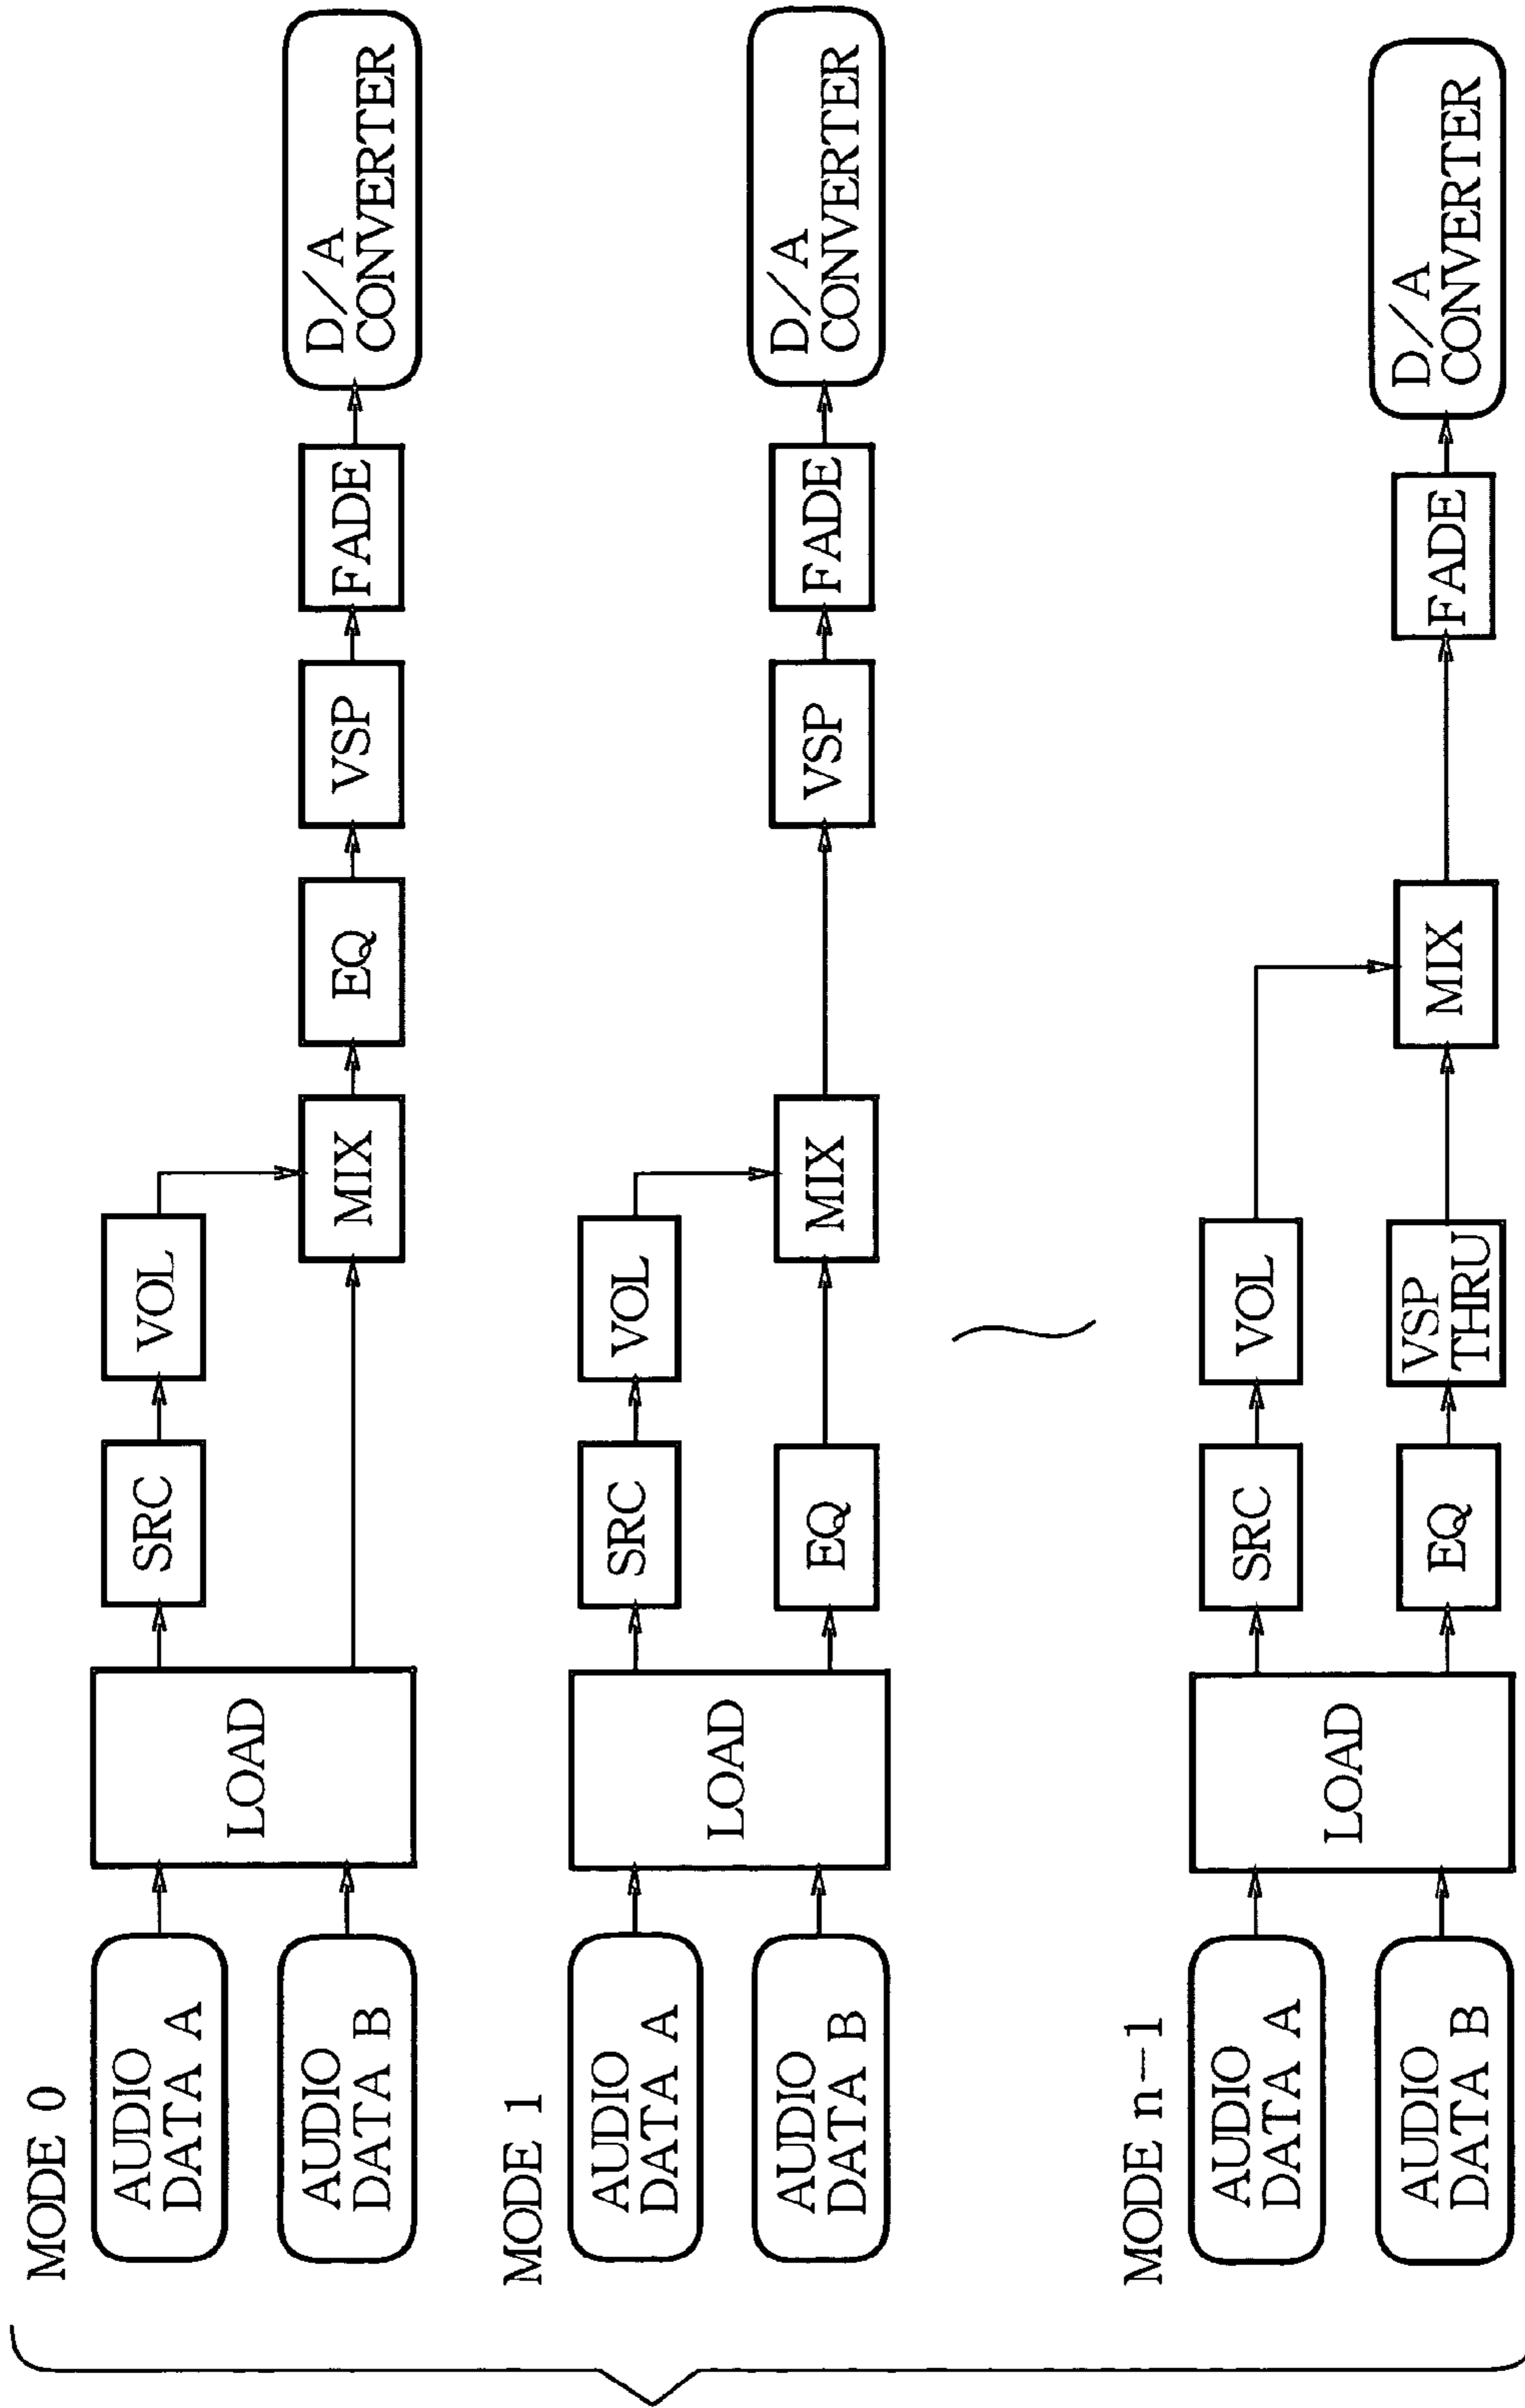 MODE 0
AUDIO
DATA A
AUDIO
DATA B
LOAD
SRC
VOL
MIX
EQ
VSP
FADE
D/A
CONVERTER
MODE 1
AUDIO
DATA A
AUDIO
DATA B
LOAD
SRC
VOL
EQ
MIX
VSP
FADE
D/A
CONVERTER
MODE n-1
AUDIO
DATA A
AUDIO
DATA B
LOAD
SRC
VOL
EQ
VSP
THRU
MIX
FADE
D/A
CONVERTER